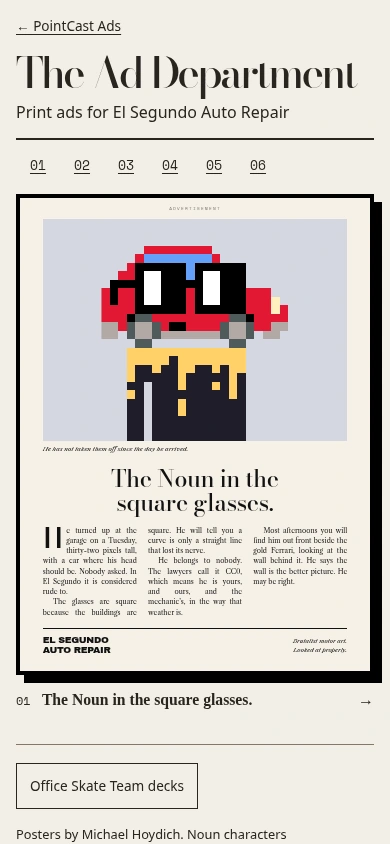 ← PointCast Ads
The Ad Department
Print ads for El Segundo Auto Repair
01 02 03 04 05 06
ADVERTISEMENT
He has not taken them off since the day he arrived.
The Noun in the
square glasses.
He turned up at the
garage on a Tuesday,
thirty-two pixels tall,
with a car where his head
should be. Nobody asked. In
El Segundo it is considered
rude to.
The glasses are square
because the buildings are
square. He will tell you a
curve is only a straight line
that lost its nerve.
He belongs to nobody.
The lawyers call it CC0,
which means he is yours,
and ours, and the
mechanic's, in the way that
weather is.
Most afternoons you will
find him out front beside the
gold Ferrari, looking at the
wall behind it. He says the
wall is the better picture. He
may be right.
EL SEGUNDO
AUTO REPAIR
Brutalist motor art.
Looked at properly.
01 The Noun in the square glasses. →
Office Skate Team decks
Posters by Michael Hoydich. Noun characters